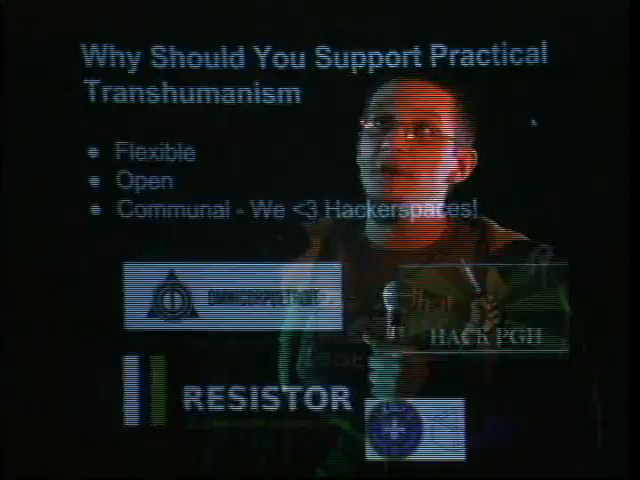 Why Should You Support Practical
Transhumanism
Flexible
Open
Communal - We <3 Hackerspaces!
HACK PGH
RESISTOR